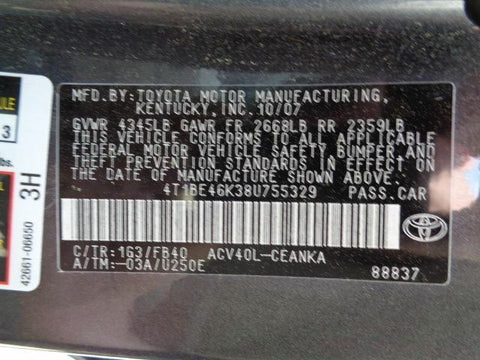 MFD.BY:TOYOTA MOTOR MANUFACTURING,
KENTUCKY, INC. 10/07
GVWR 4345LB GAWR FR 2668LB RR 2359LB
THIS VEHICLE CONFORMS TO ALL APPLICABLE
FEDERAL MOTOR VEHICLE SAFETY BUMPER AND
THEFT PREVENTION STANDARDS IN EFFECT ON
THE DATE OF MANUFACTURE SHOWN ABOVE.
4T1BE46K38U755329 PASS.CAR
C/TR:1G3/FB40 ACV40L-CEANKA
A/TM:-03A/U250E
88837
3
lbs.
3H
42661-06650